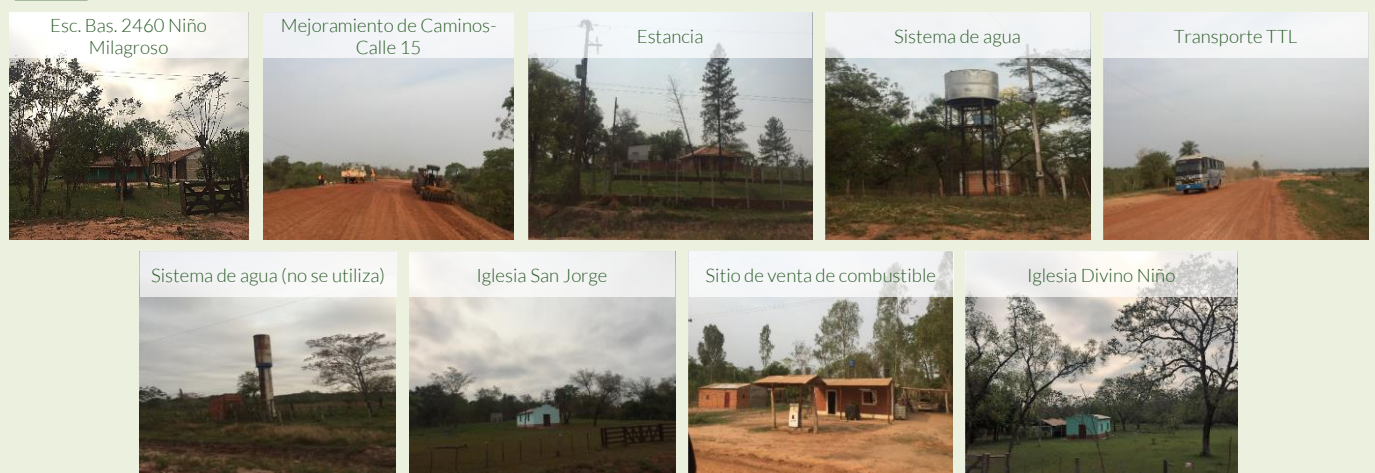 Esc. Bas. 2460 Niño
Milagroso
Mejoramiento de Caminos-
Calle 15
Estancia
Sistema de agua
Transporte TTL
Sistema de agua (no se utiliza)
Iglesia San Jorge
Sitio de venta de combustible
Iglesia Divino Niño